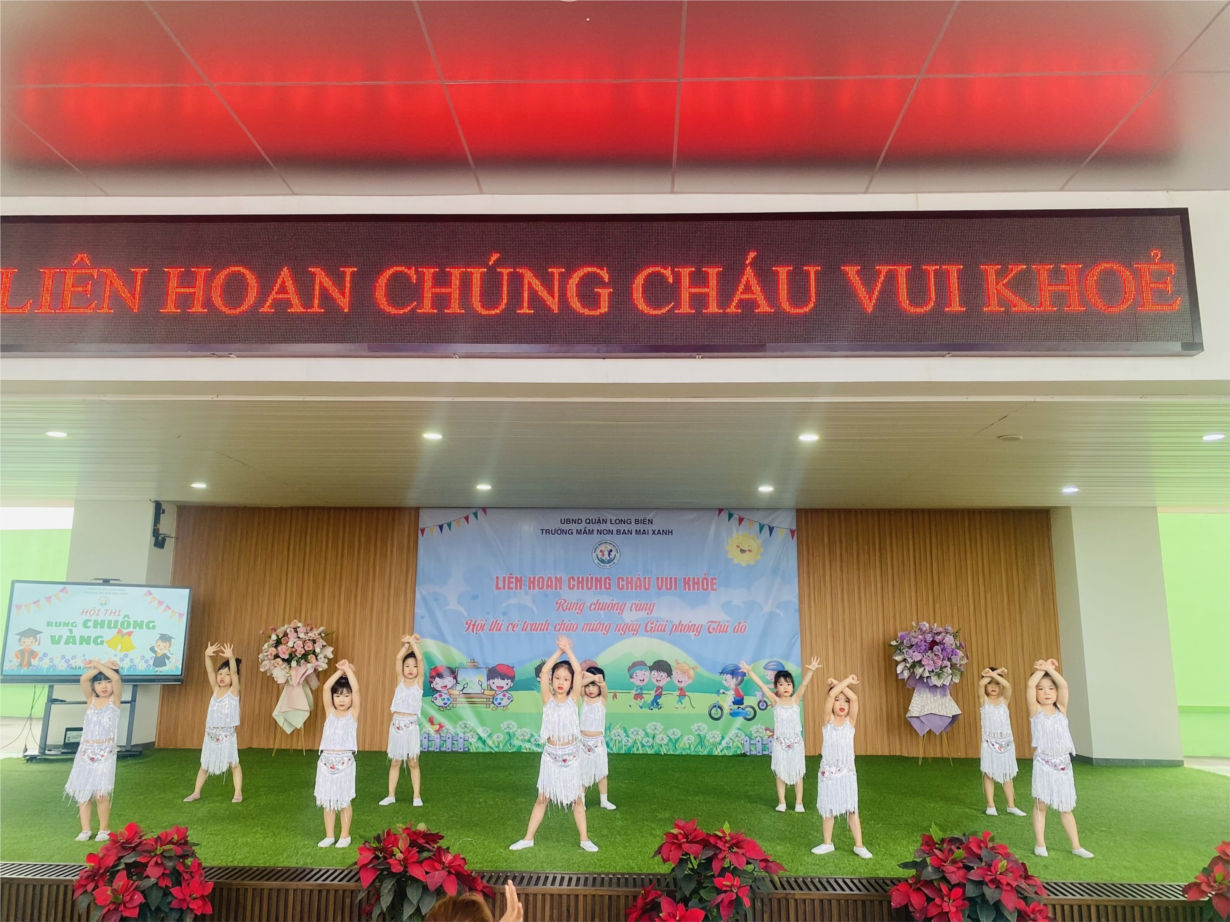 LIÊN HOAN CHÚNG CHÁU VUI KHOẺ
UBND QUẬN LONG BIÊN
TRƯỜNG MẦM NON BAN MAI XANH
LIÊN HOAN CHÚNG CHÁU VUI KHỎE
Rung chuông vàng
Hội thi vẽ tranh chào mừng ngày Giải phóng Thủ đô
HỘI THI
RUNG CHUÔNG
VÀNG